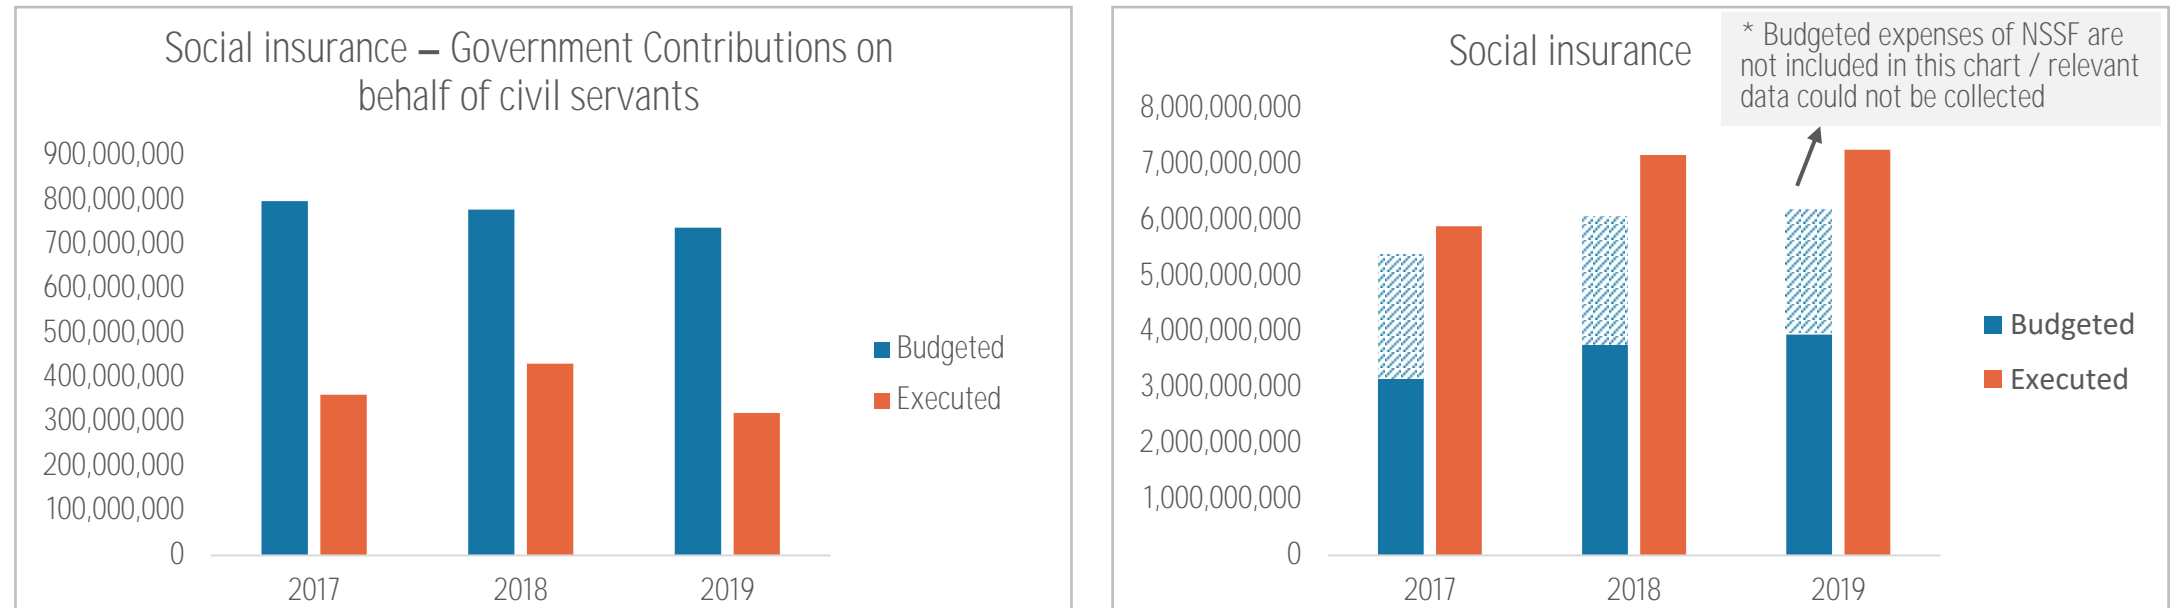 Social insurance – Government Contributions on
behalf of civil servants
900,000,000
800,000,000
700,000,000
600,000,000
500,000,000
400,000,000
300,000,000
200,000,000
100,000,000
0
2017
2018
2019
Budgeted
Executed
Social insurance
* Budgeted expenses of NSSF are
not included in this chart / relevant
data could not be collected
8,000,000,000
7,000,000,000
6,000,000,000
5,000,000,000
4,000,000,000
3,000,000,000
2,000,000,000
1,000,000,000
0
2017
2018
2019
Budgeted
Executed